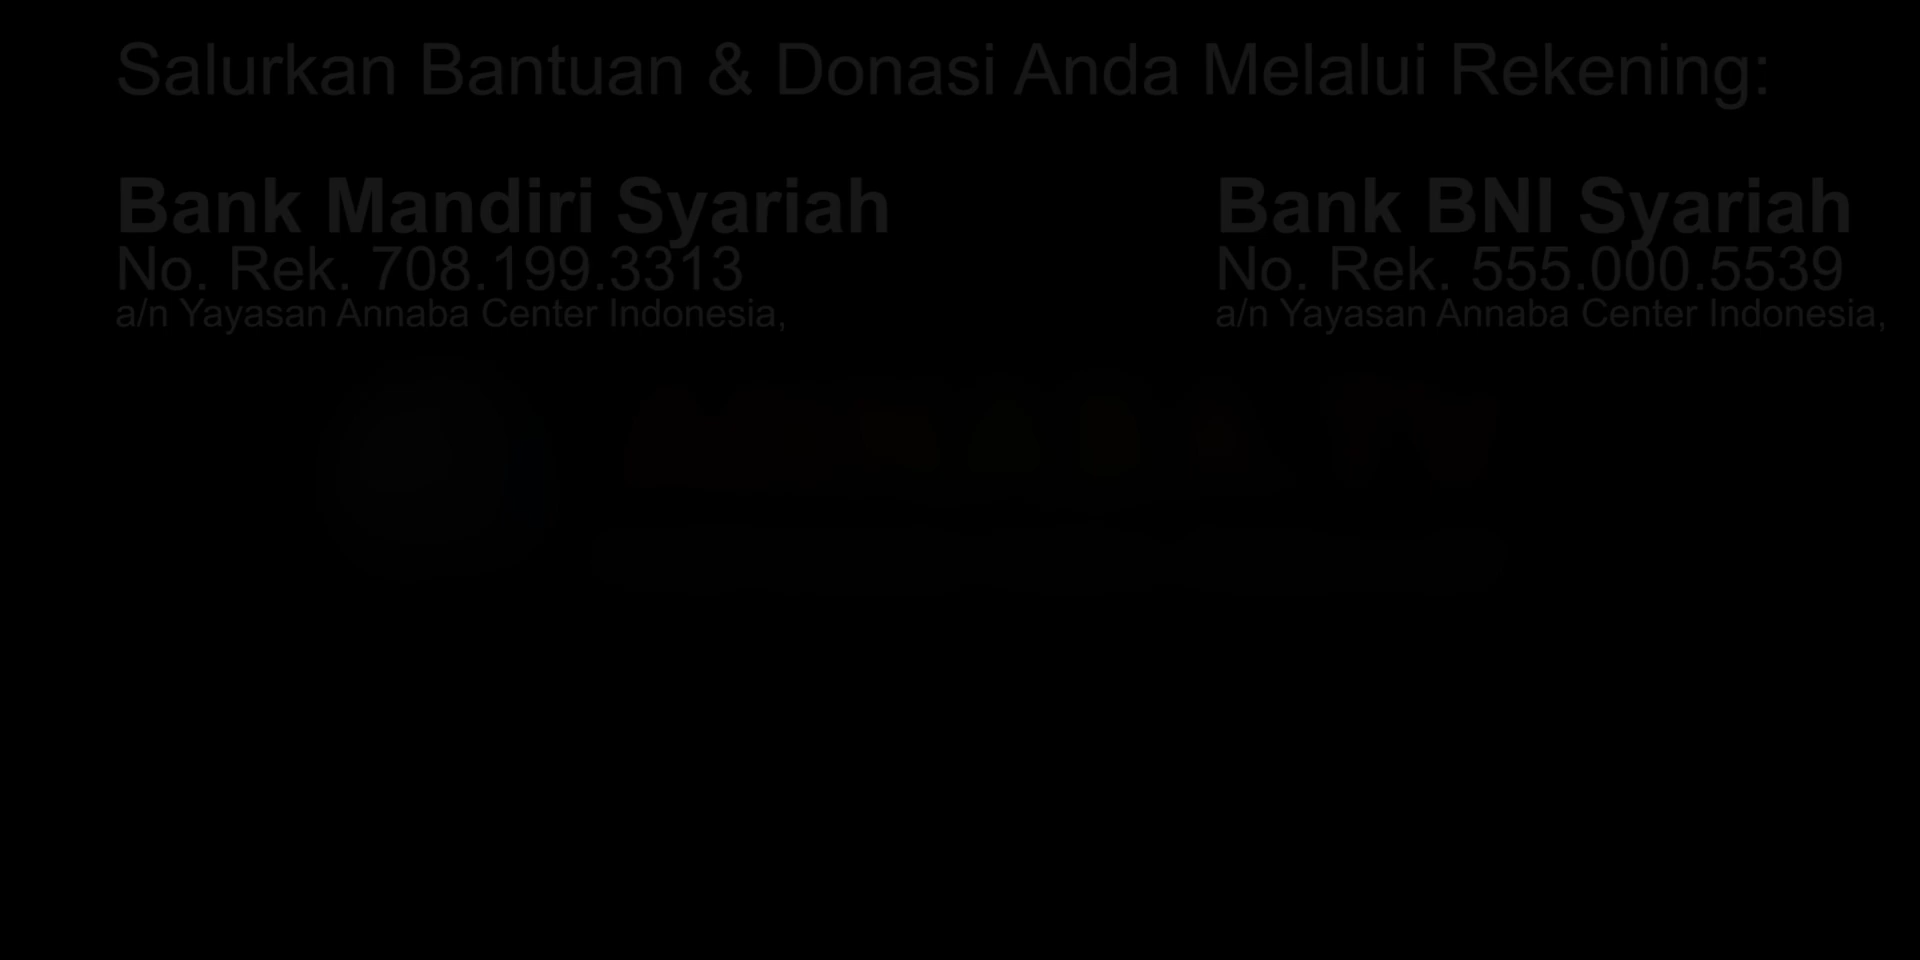 Salurkan Bantuan & Donasi Anda Melalui Rekening:
Bank Mandiri Syariah
No. Rek. 708.199.3313
a/n Yayasan Annaba Center Indonesia,
Bank BNI Syariah
No. Rek. 555.000.5539
a/n Yayasan Annaba Center Indonesia,